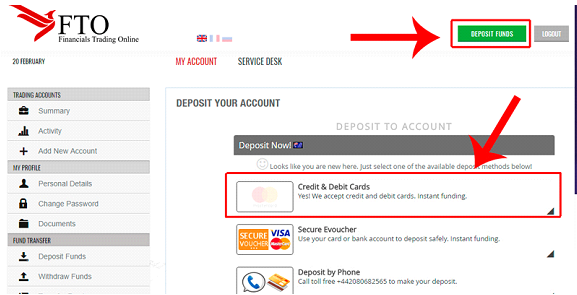 FTO
Financials Trading Online
DEPOSIT FUNDS
LOGOUT
20 FEBRUARY
MY ACCOUNT
SERVICE DESK
TRADING ACCOUNTS
Summary
Activity
Add New Account
MY PROFILE
Personal Details
Change Password
Documents
FUND TRANSFER
Deposit Funds
Withdraw Funds
DEPOSIT YOUR ACCOUNT
DEPOSIT TO ACCOUNT
Deposit Now!
Looks like you are new here. Just select one of the available deposit methods below!
Credit & Debit Cards
Yes! We accept credit and debit cards. Instant funding.
SECURE VOUCHER
VISA
MasterCard
Secure Evoucher
Use your card or bank account to deposit safely. Instant funding.
Deposit by Phone
Call toll free +442080682565 to make your deposit.